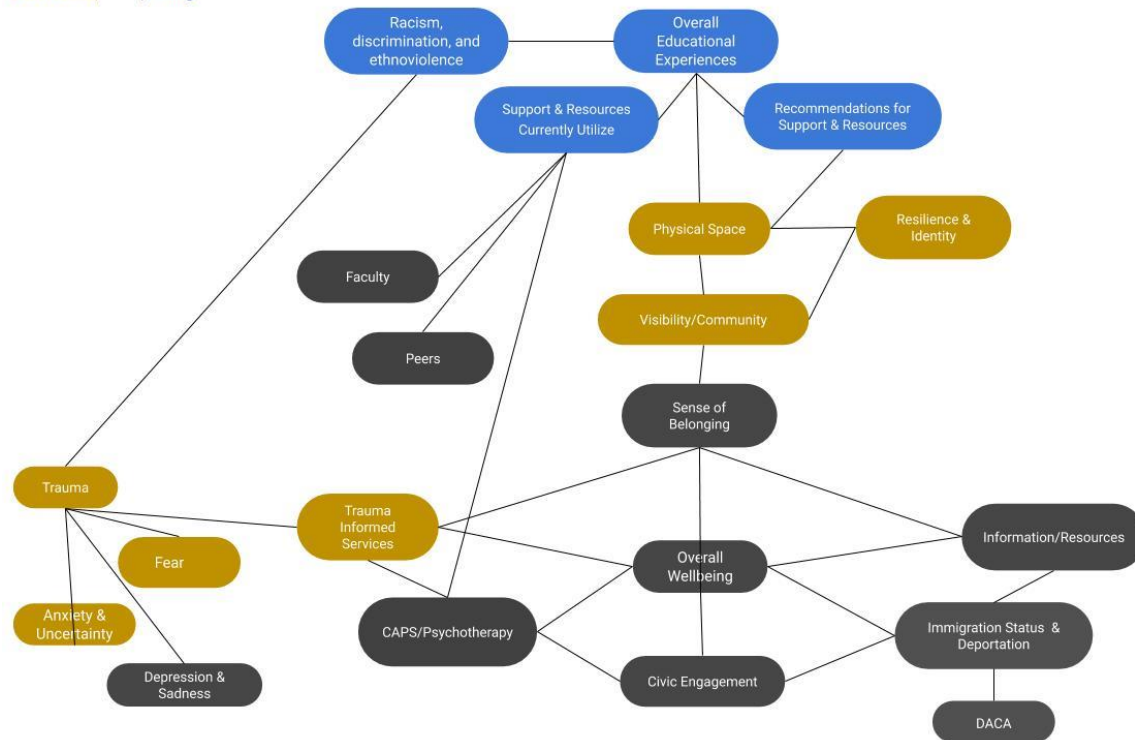 Racism,
discrimination, and
ethnoviolence
Overall
Educational
Experiences
Support & Resources
Currently Utilize
Recommendations for
Support & Resources
Physical Space
Resilience &
Identity
Faculty
Visibility/Community
Peers
Sense of
Belonging
Trauma
Trauma
Informed
Services
Information/Resources
Fear
Overall
Wellbeing
Anxiety &
Uncertainty
CAPS/Psychotherapy
Immigration Status & 
Deportation
Depression &
Sadness
Civic Engagement
DACA